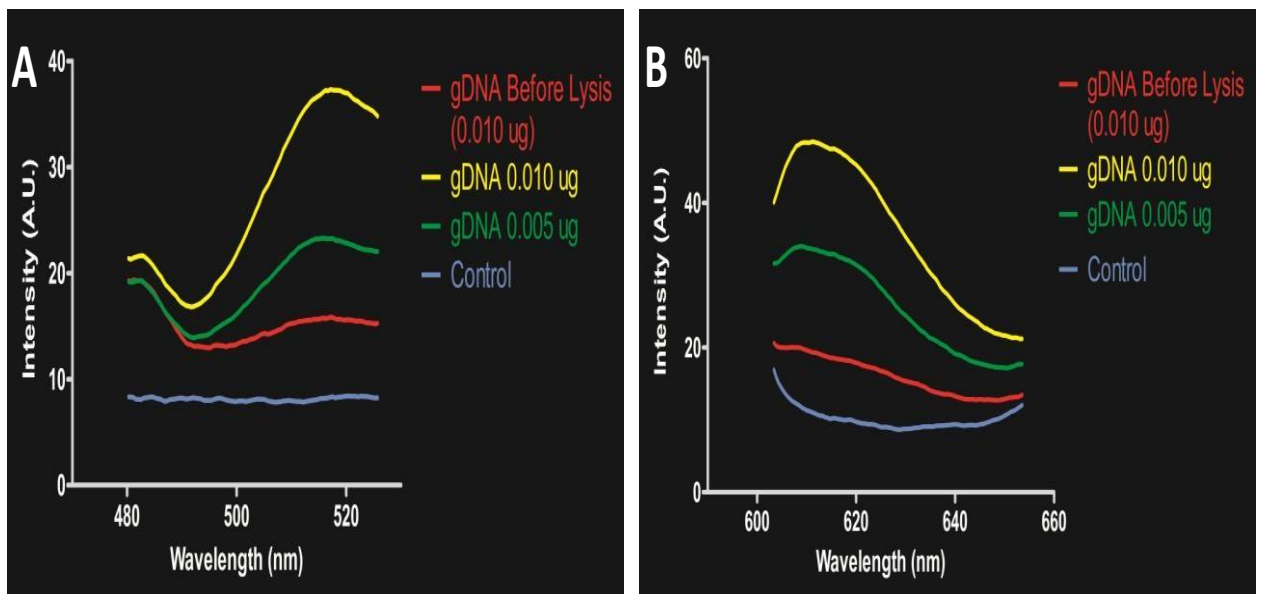 A
40
30
20
10
0
480
500
520
Intensity (A.U.)
Wavelength (nm)
gDNA Before Lysis
(0.010 ug)
gDNA 0.010 ug
gDNA 0.005 ug
Control
B
60
40
20
0
600
620
640
660
Intensity (A.U.)
Wavelength (nm)
gDNA Before Lysis
(0.010 ug)
gDNA 0.010 ug
gDNA 0.005 ug
Control